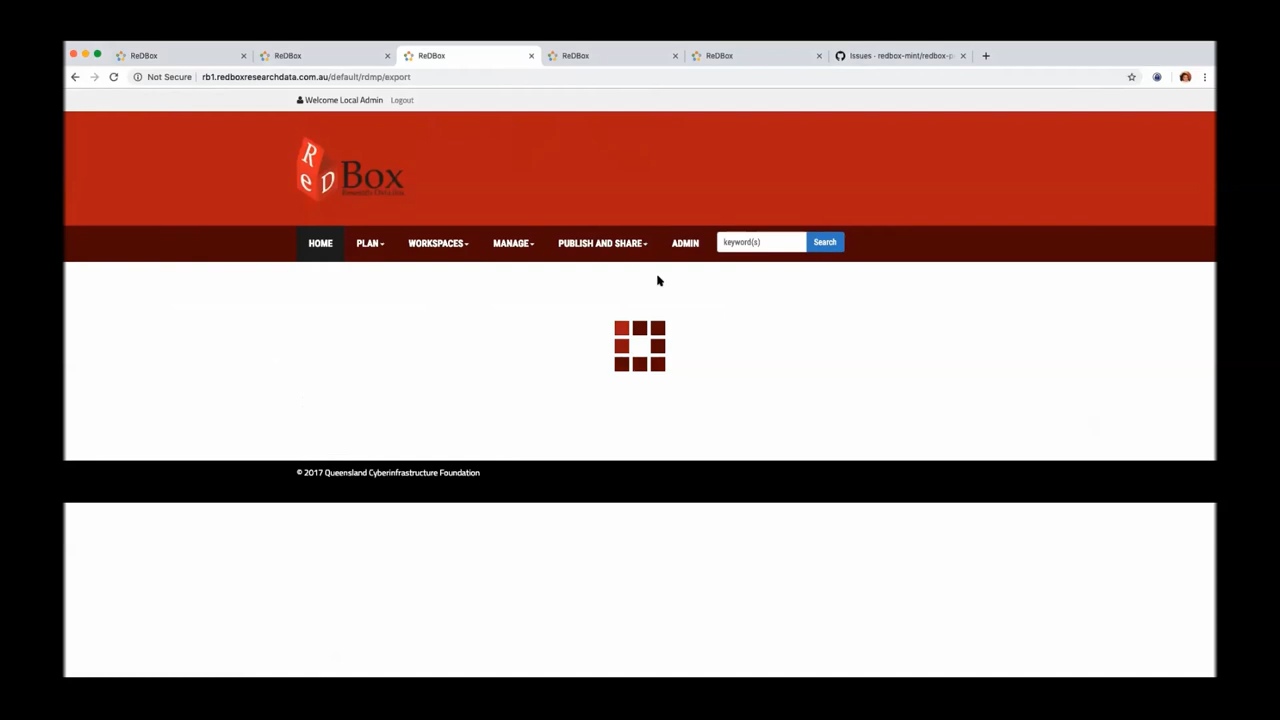 ReDBox
ReDBox
ReDBox
ReDBox
ReDBox
Issues · redbox-mint/redbox-p
Not Secure
rb1.redboxresearchdata.com.au/default/rdmp/export
Welcome Local Admin
Logout
ReD Box
HOME
PLAN
WORKSPACES
MANAGE
PUBLISH AND SHARE
ADMIN
keyword(s)
Search
© 2017 Queensland Cyberinfrastructure Foundation